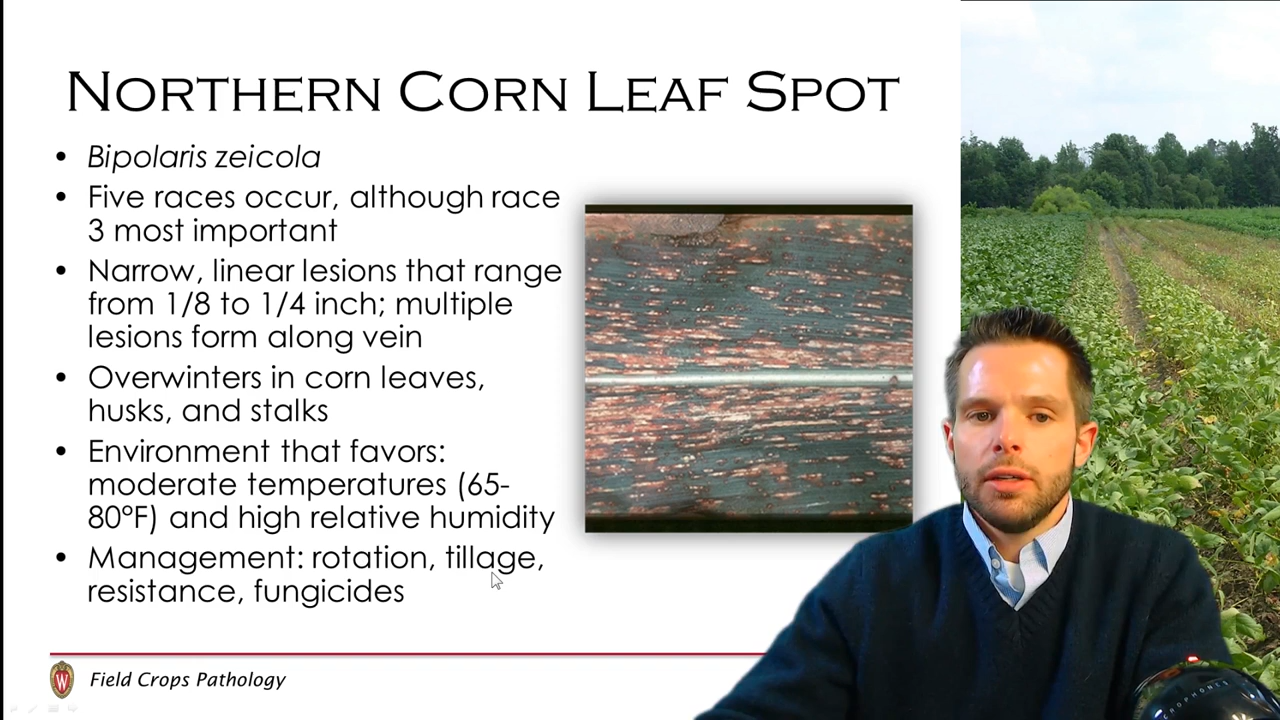 NORTHERN CORN LEAF SPOT
• Bipolaris zeicola
• Five races occur, although race
3 most important
• Narrow, linear lesions that range
from 1/8 to 1/4 inch; multiple
lesions form along vein
• Overwinters in corn leaves,
husks, and stalks
• Environment that favors:
moderate temperatures (65-
80°F) and high relative humidity
• Management: rotation, tillage,
resistance, fungicides
W
Field Crops Pathology
CROPHONES